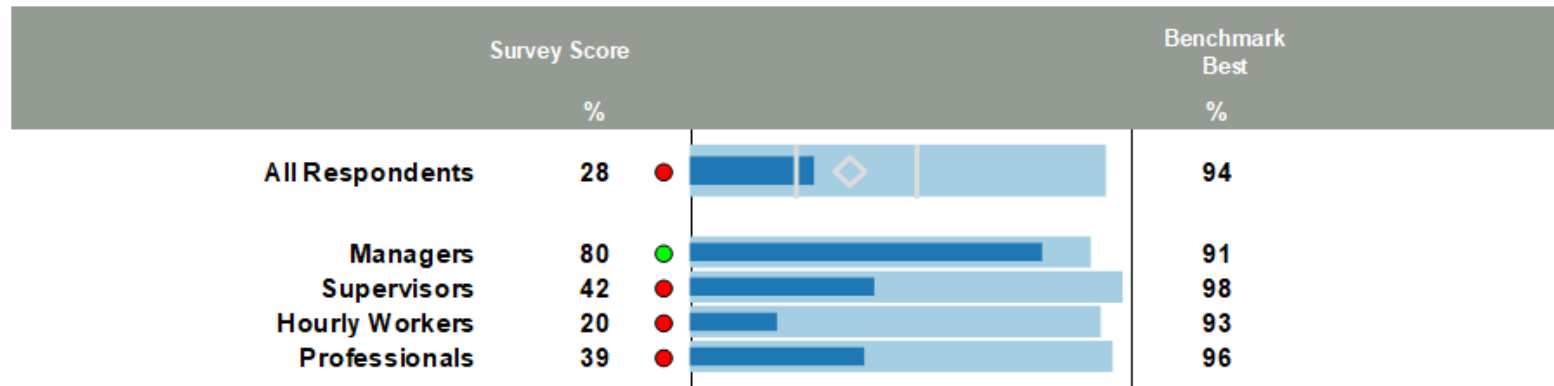 Survey Score
%
Benchmark
Best
%
All Respondents 28 94
Managers 80 91
Supervisors 42 98
Hourly Workers 20 93
Professionals 39 96